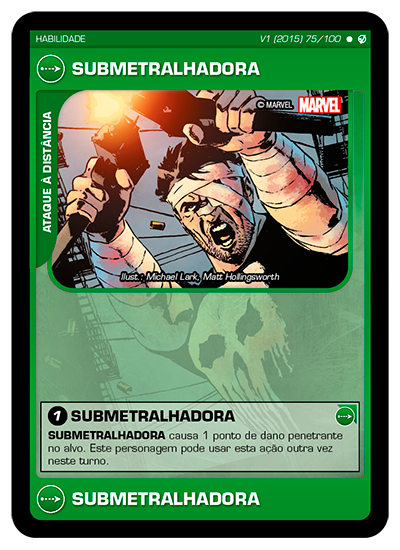 HABILIDADE
V1 (2015) 75/100
SUBMETRALHADORA
ATAQUE À DISTÂNCIA
© MARVEL MARVEL
Ilust.: Michael Lark, Matt Hollingsworth
1 SUBMETRALHADORA
SUBMETRALHADORA causa 1 ponto de dano penetrante
no alvo. Este personagem pode usar esta ação outra vez
neste turno.
SUBMETRALHADORA